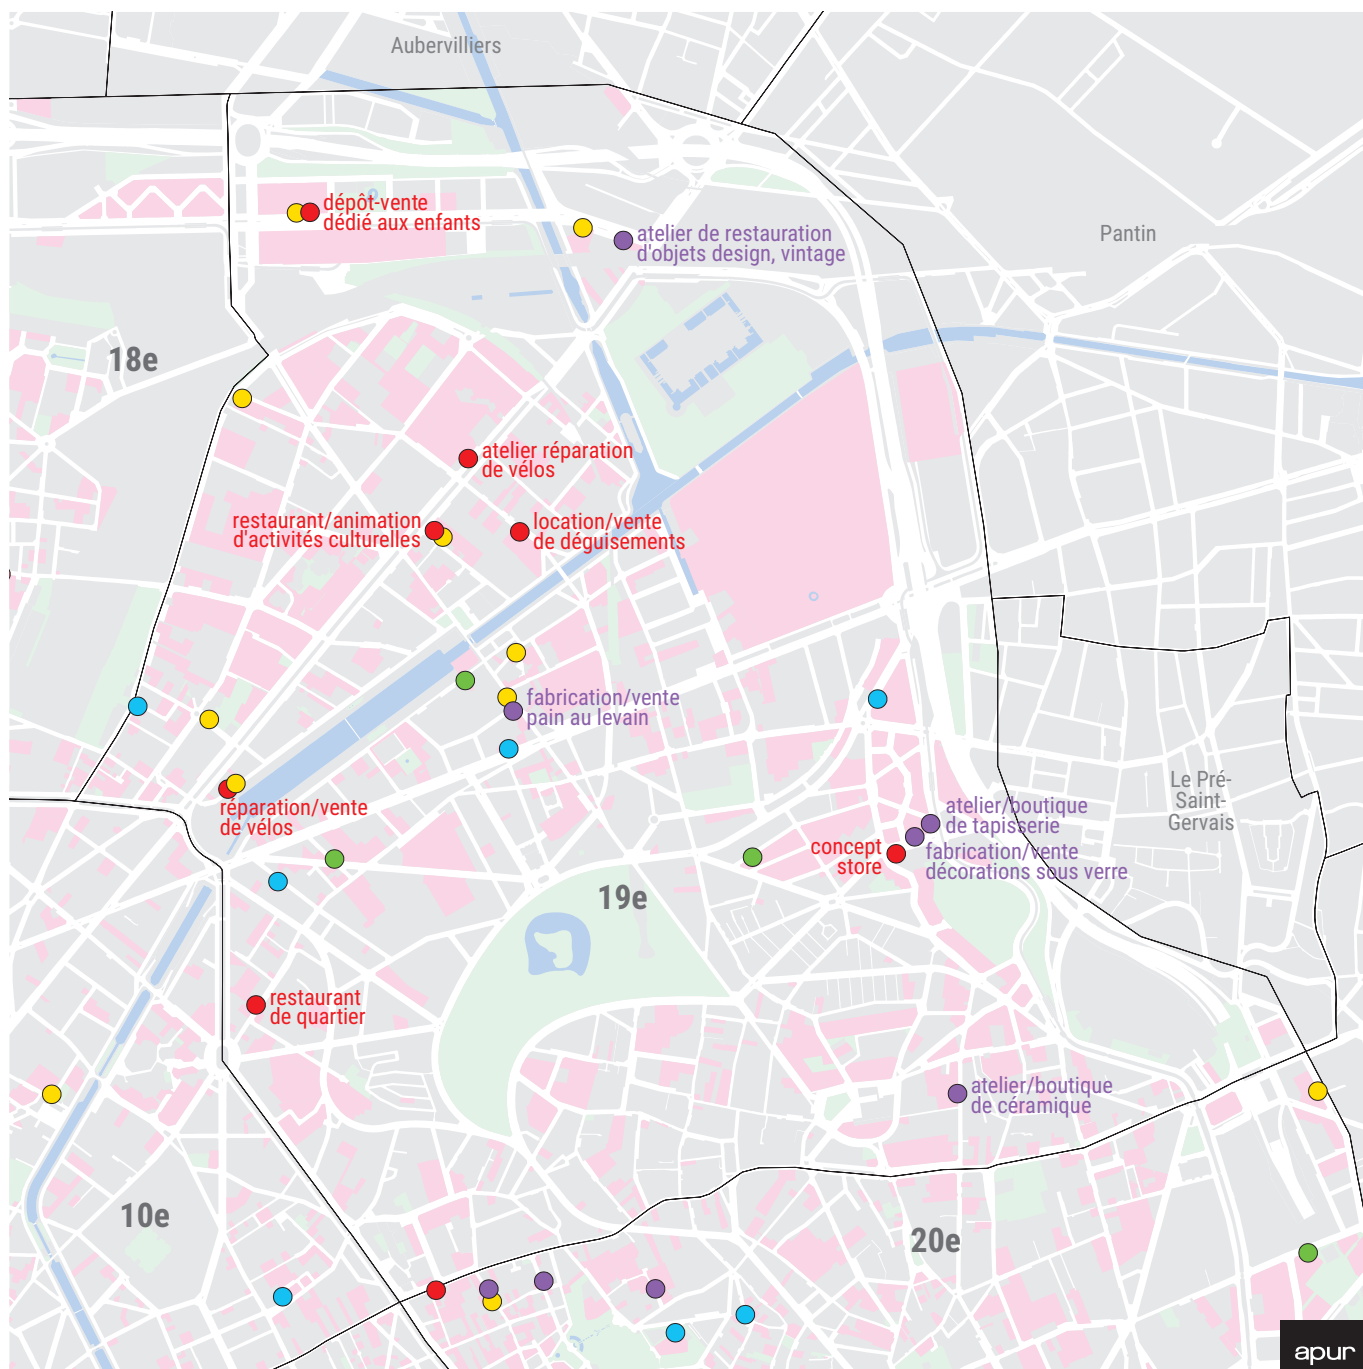 Aubervilliers
dépôt-vente
dédié aux enfants
atelier de restauration
d'objets design, vintage
Pantin
18e
atelier réparation
de vélos
restaurant/animation
d'activités culturelles
location/vente
de déguisements
fabrication/vente
pain au levain
réparation/vente
de vélos
Le Pré-
Saint-
Gervais
atelier/boutique
de tapisserie
concept
store
fabrication/vente
décorations sous verre
19e
restaurant
de quartier
atelier/boutique
de céramique
10e
20e
apur